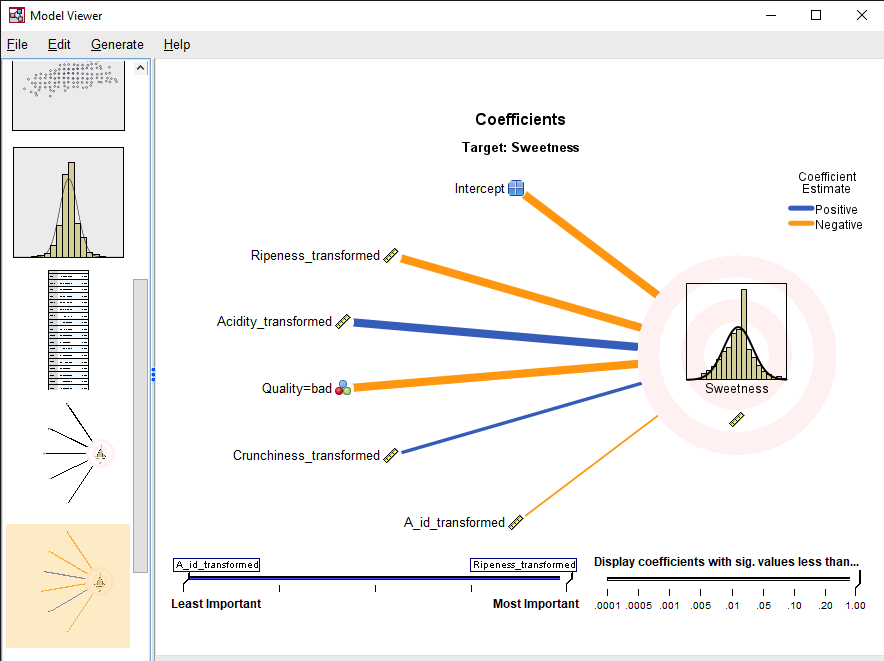 Model Viewer
File Edit Generate Help
Coefficients
Target: Sweetness
Coefficient
Estimate
Positive
Negative
Intercept
Ripeness_transformed
Acidity_transformed
Quality=bad
Crunchiness_transformed
A_id_transformed
Sweetness
A_id_transformed
Ripeness_transformed
Least Important
Most Important
Display coefficients with sig. values less than...
.0001 .0005 .001 .005 .01 .05 .10 .20 1.00